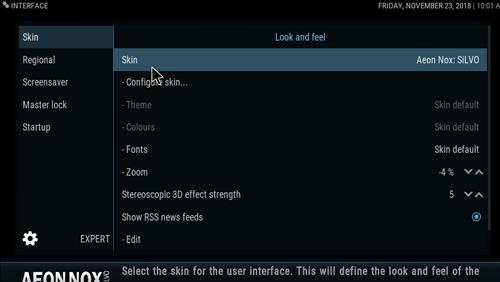 INTERFACE
FRIDAY, NOVEMBER 23, 2018 | 10:01 A
Skin
Regional
Screensaver
Master lock
Startup
EXPERT
Look and feel
Skin Aeon Nox: SiLVO
- Configure skin...
- Theme Skin default
- Colours Skin default
- Fonts Skin default
- Zoom -4 %
Stereoscopic 3D effect strength 5
Show RSS news feeds
- Edit
AEON NOX SiLVO
Select the skin for the user interface. This will define the look and feel of the